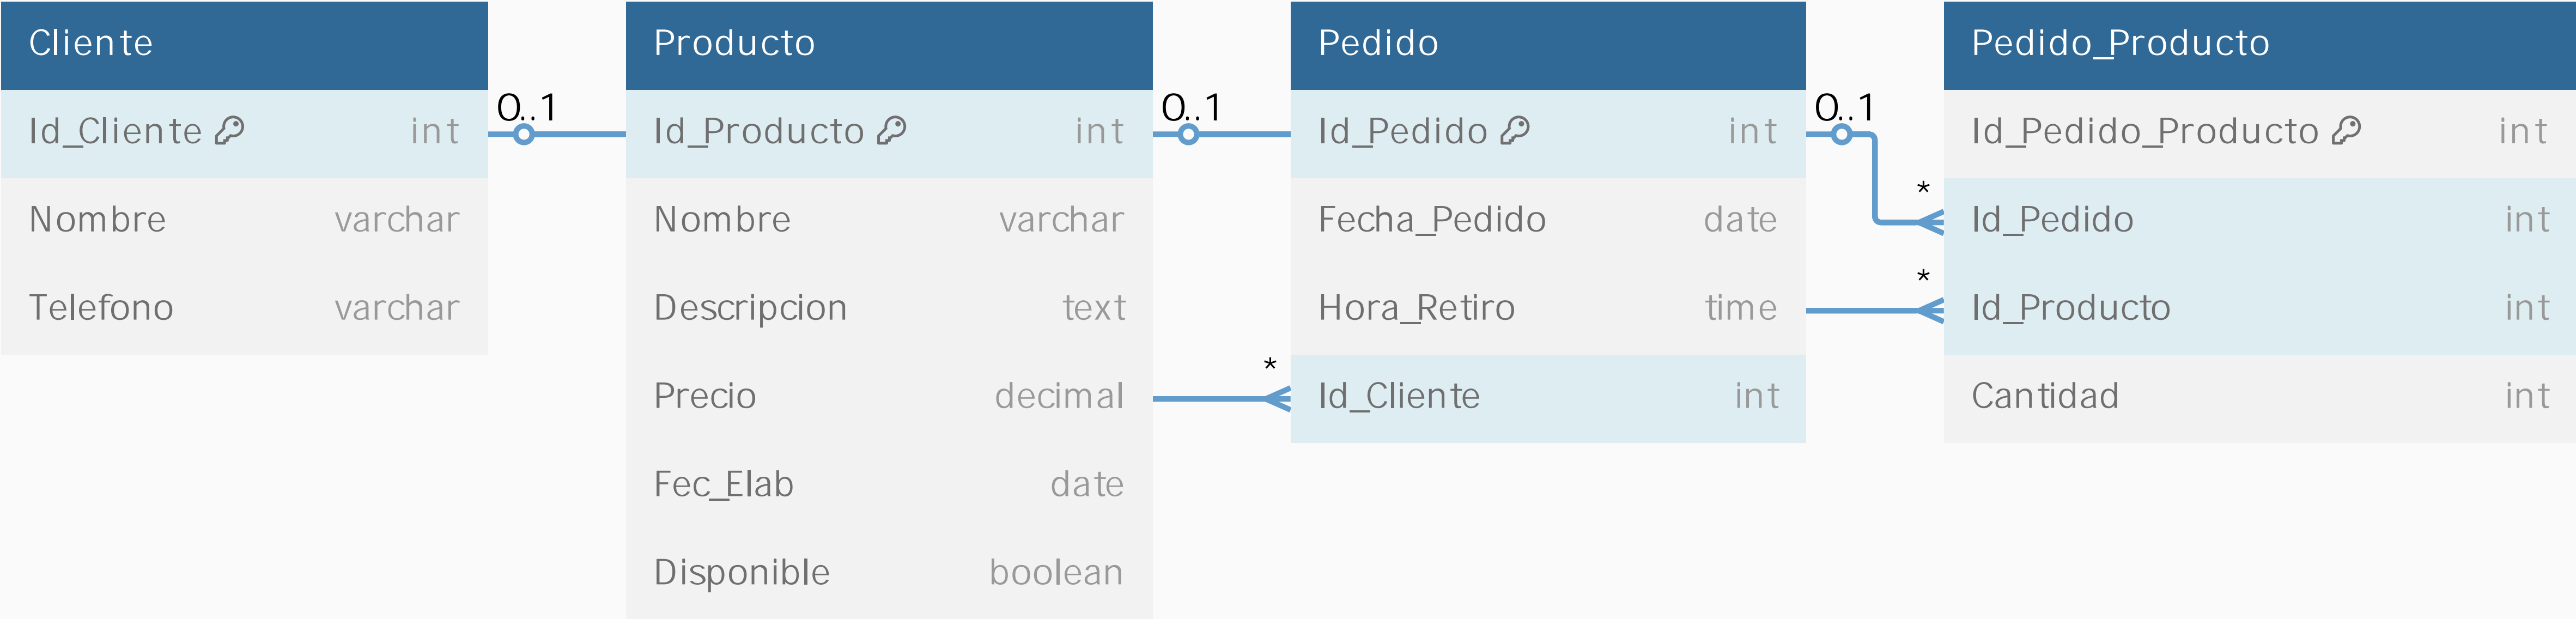 Cliente
Id_Cliente int
Nombre varchar
Telefono varchar
0..1
Producto
Id_Producto int
Nombre varchar
Descripcion text
Precio decimal
Fec_Elab date
Disponible boolean
0..1
*
Pedido
Id_Pedido int
Fecha_Pedido date
Hora_Retiro time
Id_Cliente int
0..1
*
*
Pedido_Producto
Id_Pedido_Producto int
Id_Pedido int
Id_Producto int
Cantidad int